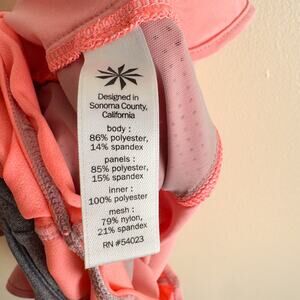 Designed in
Sonoma County,
California
body :
86% polyester,
14% spandex
panels :
85% polyester,
15% spandex
inner :
100% polyester
mesh :
79% nylon,
21% spandex
RN #54023